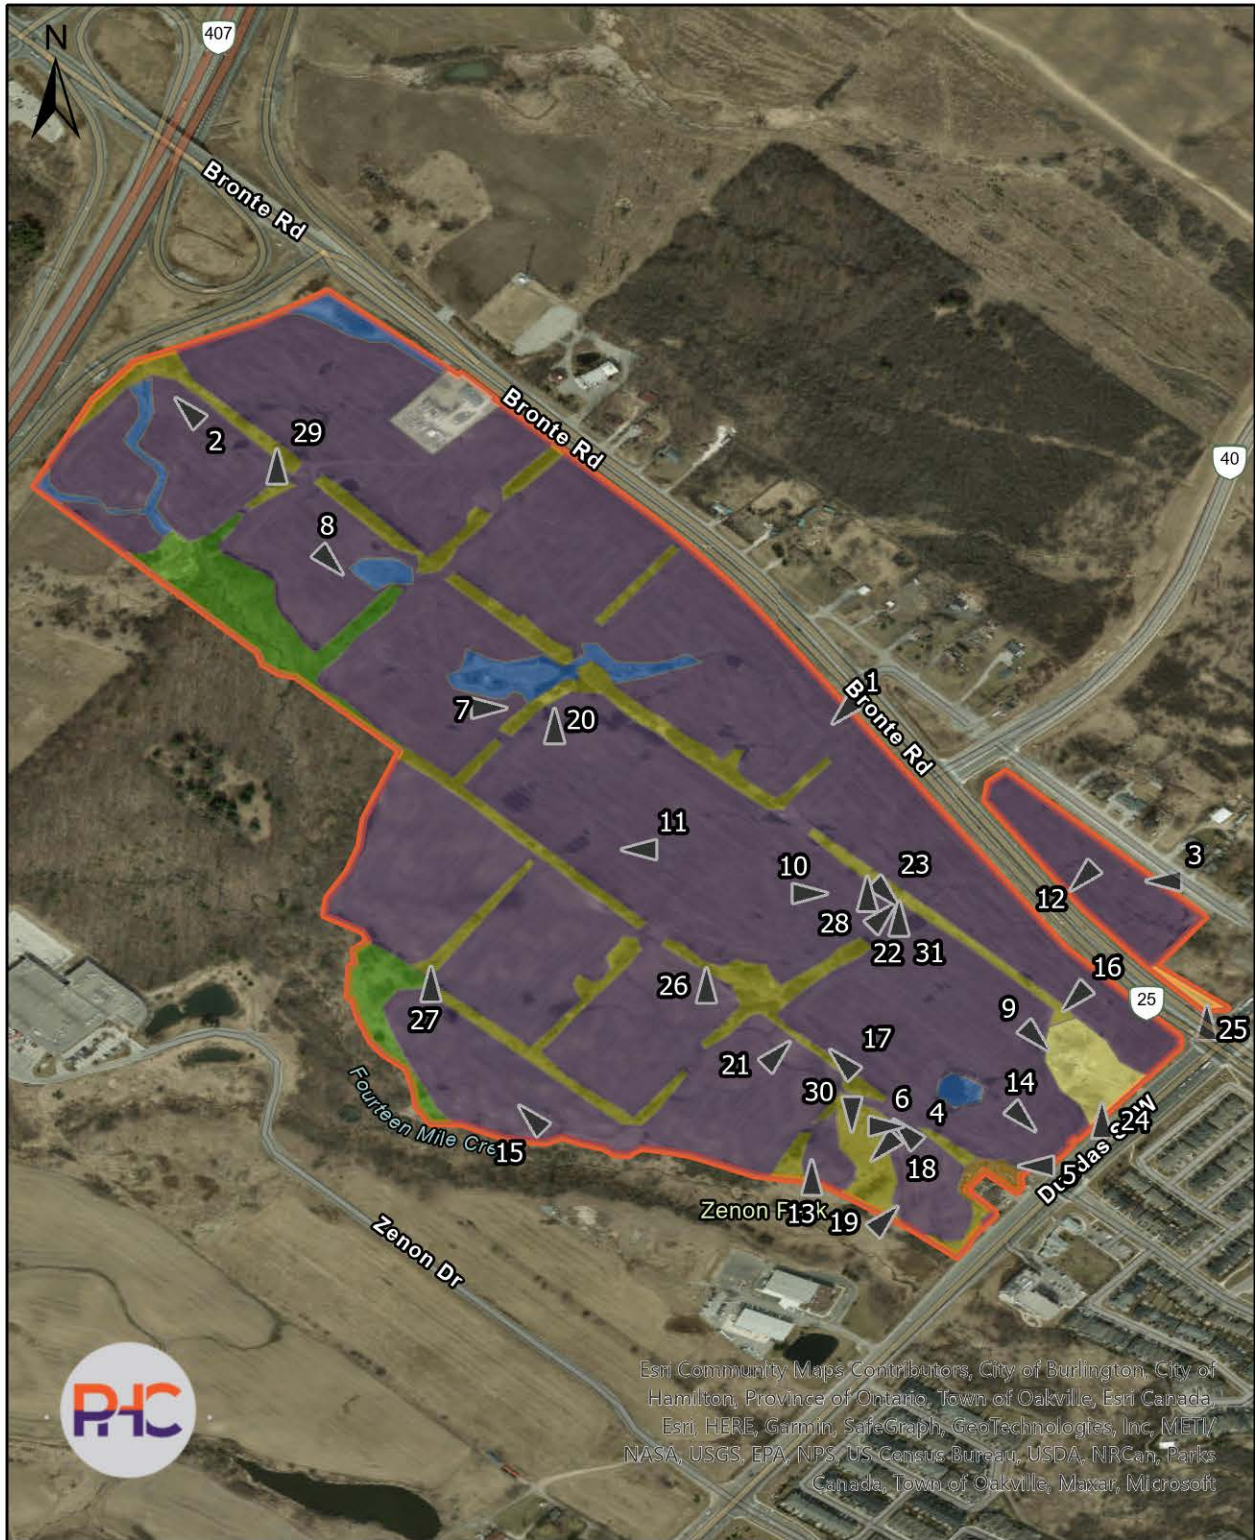 407
N
Bronte Rd
Bronte Rd
40
2
29
8
1
Bronte Rd
7
20
11
3
10
23
12
28
22
31
16
26
9
25
27
25
21
17
14
30
6
4
24
Fourteen Mile Cre
15
18
5
Dundas St W
Zenon
13
19
Zenon Dr
PHC
Esri Community Maps Contributors, City of Burlington, City of
Hamilton, Province of Ontario, Town of Oakville, Esri Canada,
Esri, HERE, Garmin, SafeGraph, GeoTechnologies, Inc, METI/
NASA, USGS, EPA, NPS, US Census Bureau, USDA, NRCan, Parks
Canada, Town of Oakville, Maxar, Microsoft